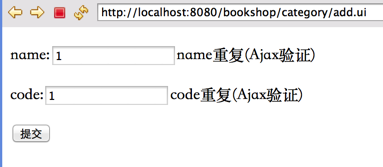 http://localhost:8080/bookshop/category/add.ui
name: 1 name重复(Ajax验证)
code: 1 code重复(Ajax验证)
提交